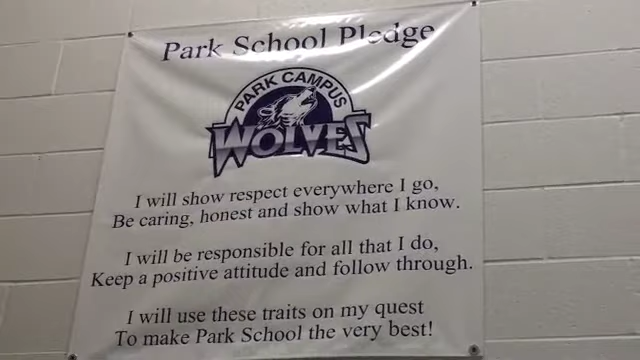 Park School Pledge
PARK CAMPUS
WOLVES
I will show respect everywhere I go,
Be caring, honest and show what I know.
I will be responsible for all that I do,
Keep a positive attitude and follow through.
I will use these traits on my quest
To make Park School the very best!